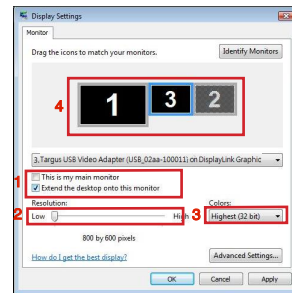 Display Settings
Monitor
Drag the icons to match your monitors.
Identify Monitors
4
1
3
2
3,Targus USB Video Adapter (USB_02aa-100011) on DisplayLink Graphic
1
This is my main monitor
Extend the desktop onto this monitor
Resolution:
Colors:
2
Low
High
3
Highest (32 bit)
800 by 600 pixels
How do I get the best display?
Advanced Settings...
OK
Cancel
Apply